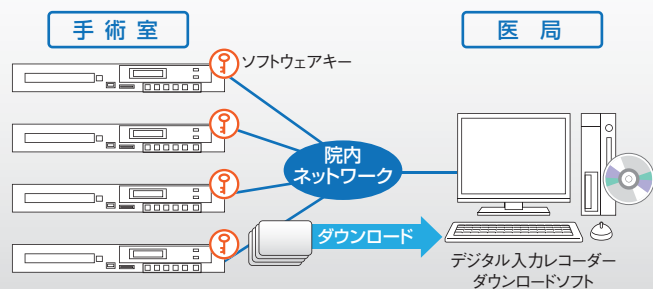 手術室
医局
ソフトウェアキー
院内
ネットワーク
ダウンロード
デジタル入力レコーダー
ダウンロードソフト